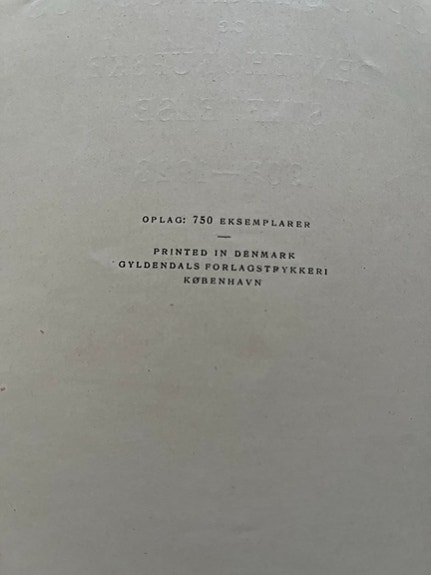 OPLAG: 750 EKSEMPLARER
—
PRINTED IN DENMARK
GYLDENDALS FORLAGSTRYKKERI
KØBENHAVN